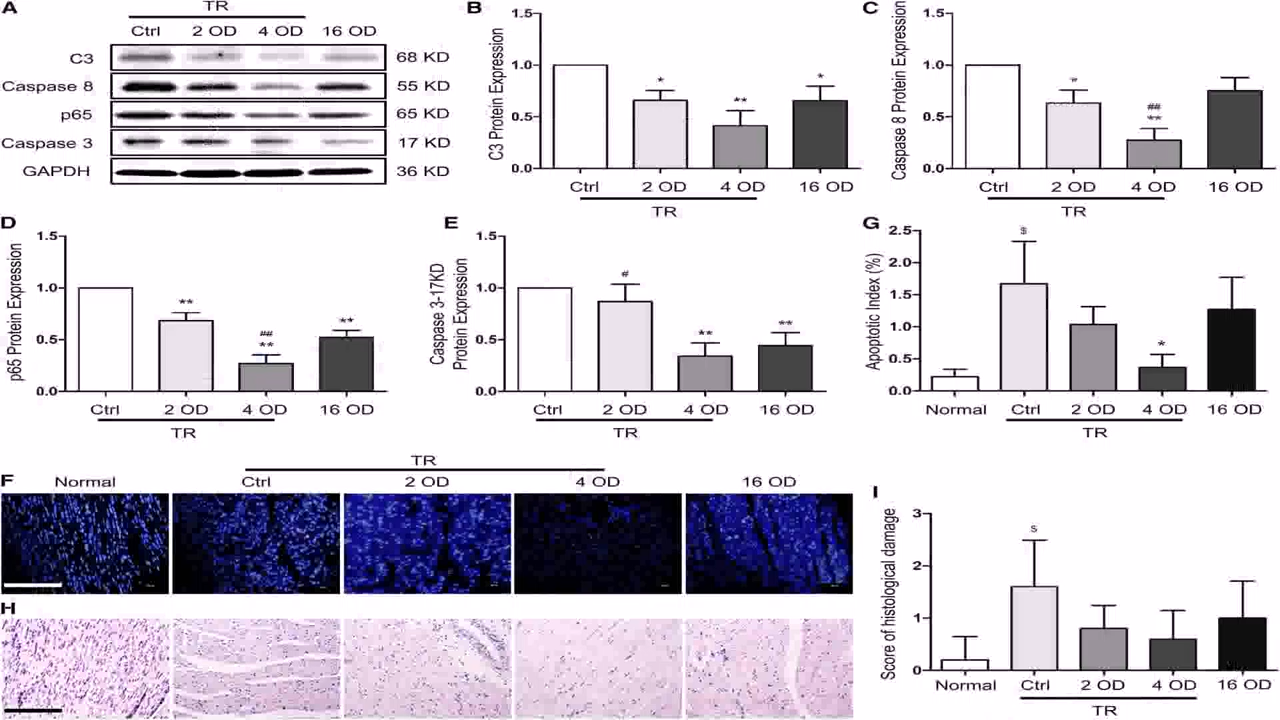 A
TR
Ctrl 2 OD 4 OD 16 OD
C3 68 KD
Caspase 8 55 KD
p65 65 KD
Caspase 3 17 KD
GAPDH 36 KD
B
C3 Protein Expression
1.5
1.0
0.5
0.0
*
**
*
Ctrl 2 OD 4 OD 16 OD
TR
C
Caspase 8 Protein Expression
1.5
1.0
0.5
0.0
*
##
**
Ctrl 2 OD 4 OD 16 OD
TR
D
p65 Protein Expression
1.5
1.0
0.5
0.0
**
##
**
**
Ctrl 2 OD 4 OD 16 OD
TR
E
Caspase 3-17KD
Protein Expression
1.5
1.0
0.5
0.0
#
**
**
Ctrl 2 OD 4 OD 16 OD
TR
G
Apoptotic Index (%)
2.5
2.0
1.5
1.0
0.5
0.0
$
*
Normal Ctrl 2 OD 4 OD 16 OD
TR
F
TR
Normal Ctrl 2 OD 4 OD 16 OD
H
I
Score of histological damage
3
2
1
0
$
Normal Ctrl 2 OD 4 OD 16 OD
TR